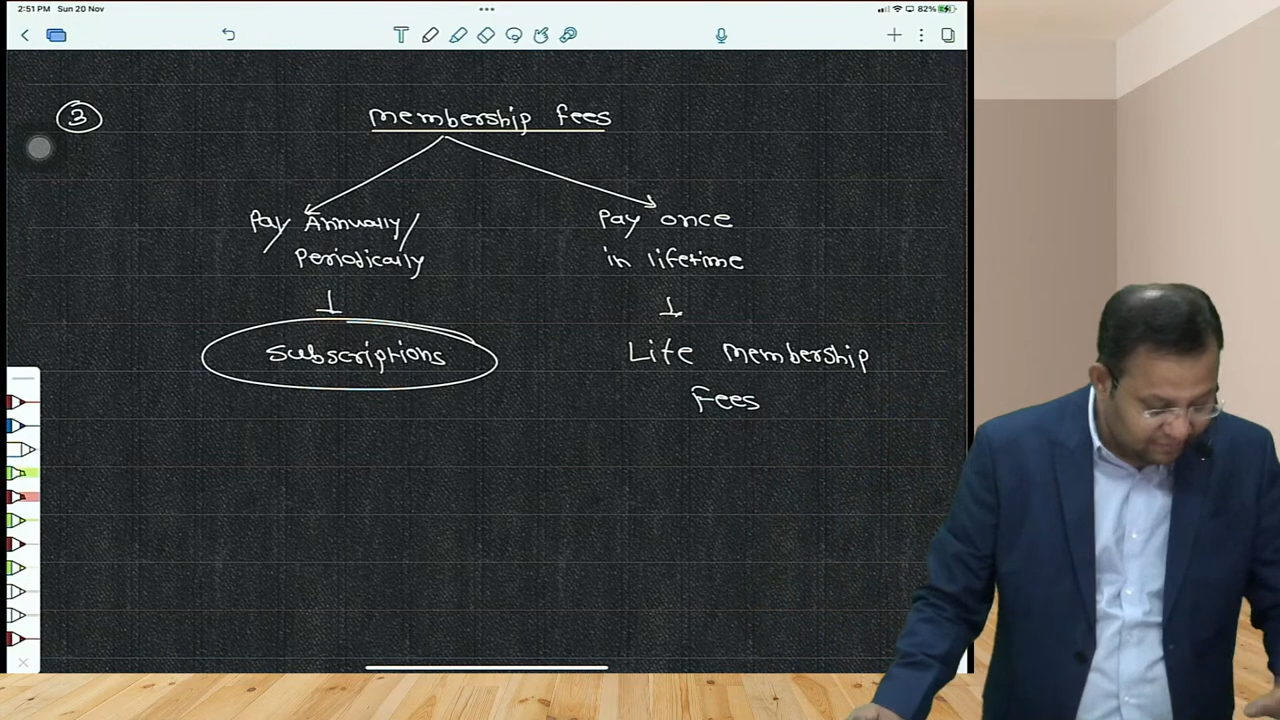 2:51 PM Sun 20 Nov
82%
T
3
membership fees
Pay Annually/
Periodically
Pay once
in lifetime
Subscriptions
Life membership
fees